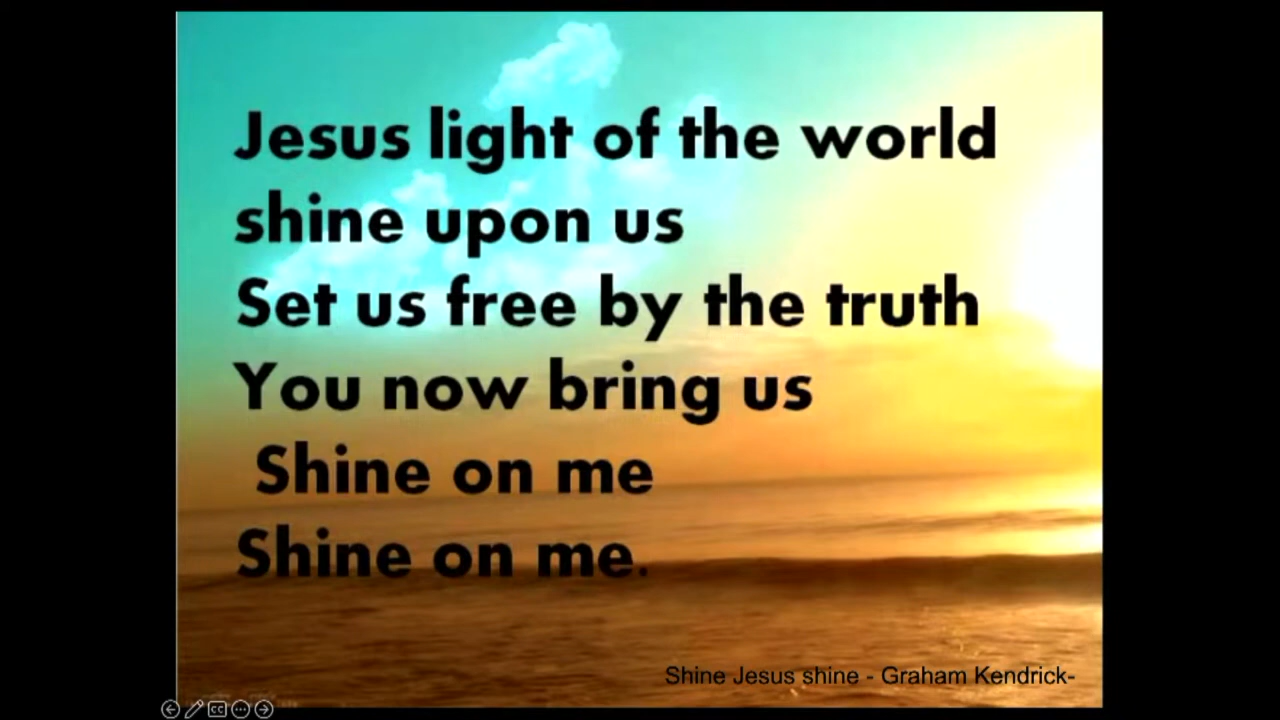 Jesus light of the world
shine upon us
Set us free by the truth
You now bring us
Shine on me
Shine on me.
Shine Jesus shine - Graham Kendrick-
CC